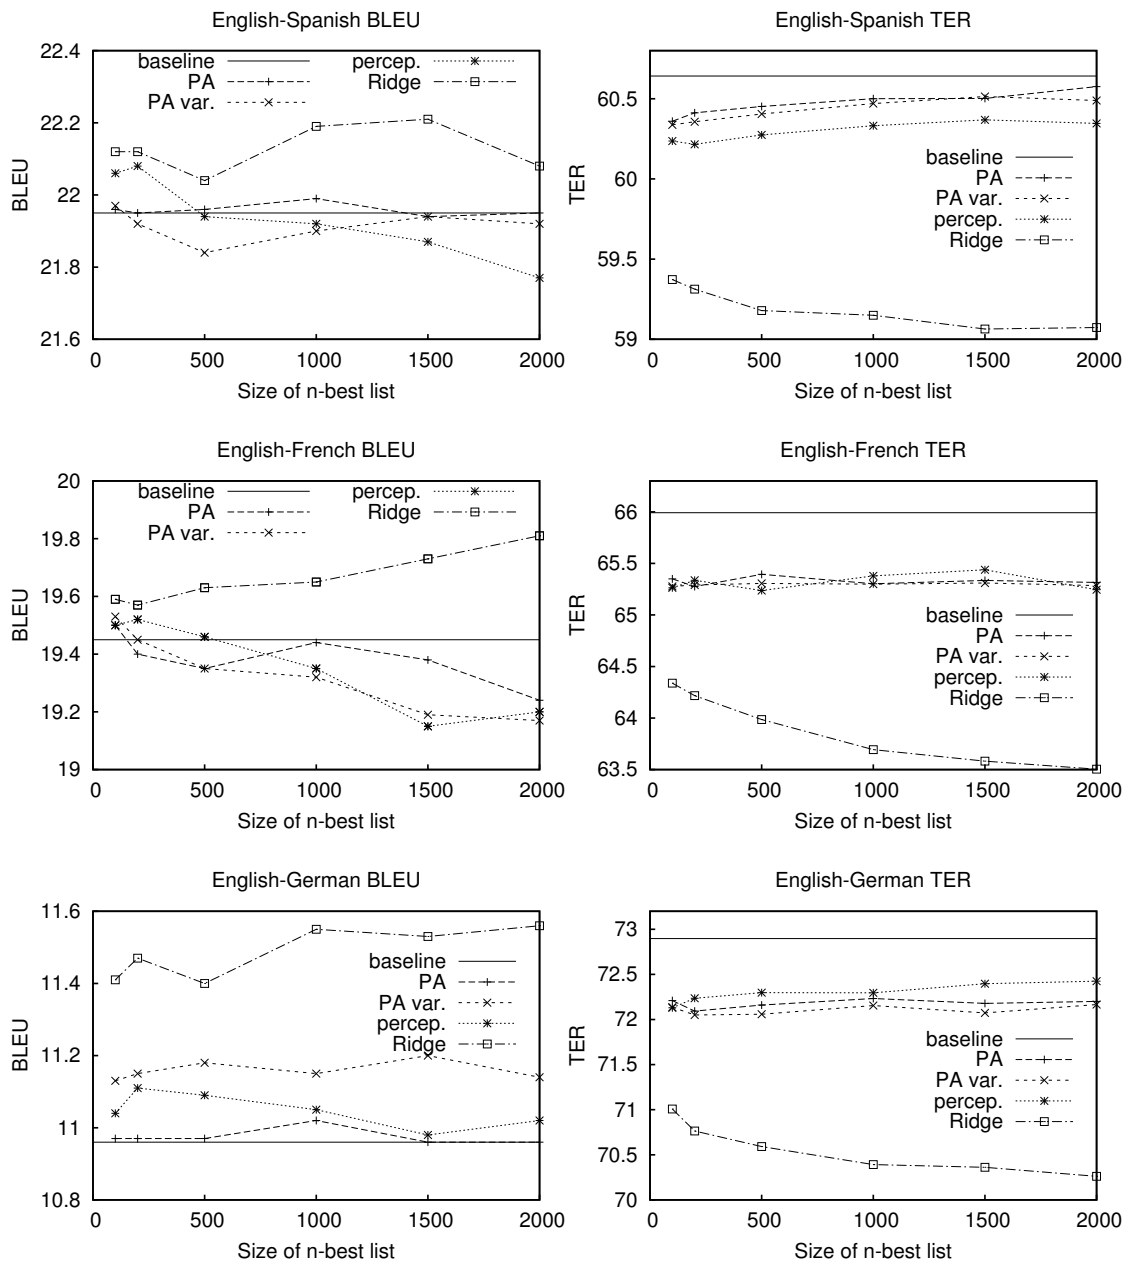 English-Spanish BLEU
22.4
22.2
22
21.8
21.6
BLEU
baseline
PA
PA var.
percep.
Ridge
0 500 1000 1500 2000
Size of n-best list
English-Spanish TER
60.5
60
59.5
59
TER
baseline
PA
PA var.
percep.
Ridge
0 500 1000 1500 2000
Size of n-best list
English-French BLEU
20
19.8
19.6
19.4
19.2
19
BLEU
baseline
PA
PA var.
percep.
Ridge
0 500 1000 1500 2000
Size of n-best list
English-French TER
66
65.5
65
64.5
64
63.5
TER
baseline
PA
PA var.
percep.
Ridge
0 500 1000 1500 2000
Size of n-best list
English-German BLEU
11.6
11.4
11.2
11
10.8
BLEU
baseline
PA
PA var.
percep.
Ridge
0 500 1000 1500 2000
Size of n-best list
English-German TER
73
72.5
72
71.5
71
70.5
70
TER
baseline
PA
PA var.
percep.
Ridge
0 500 1000 1500 2000
Size of n-best list